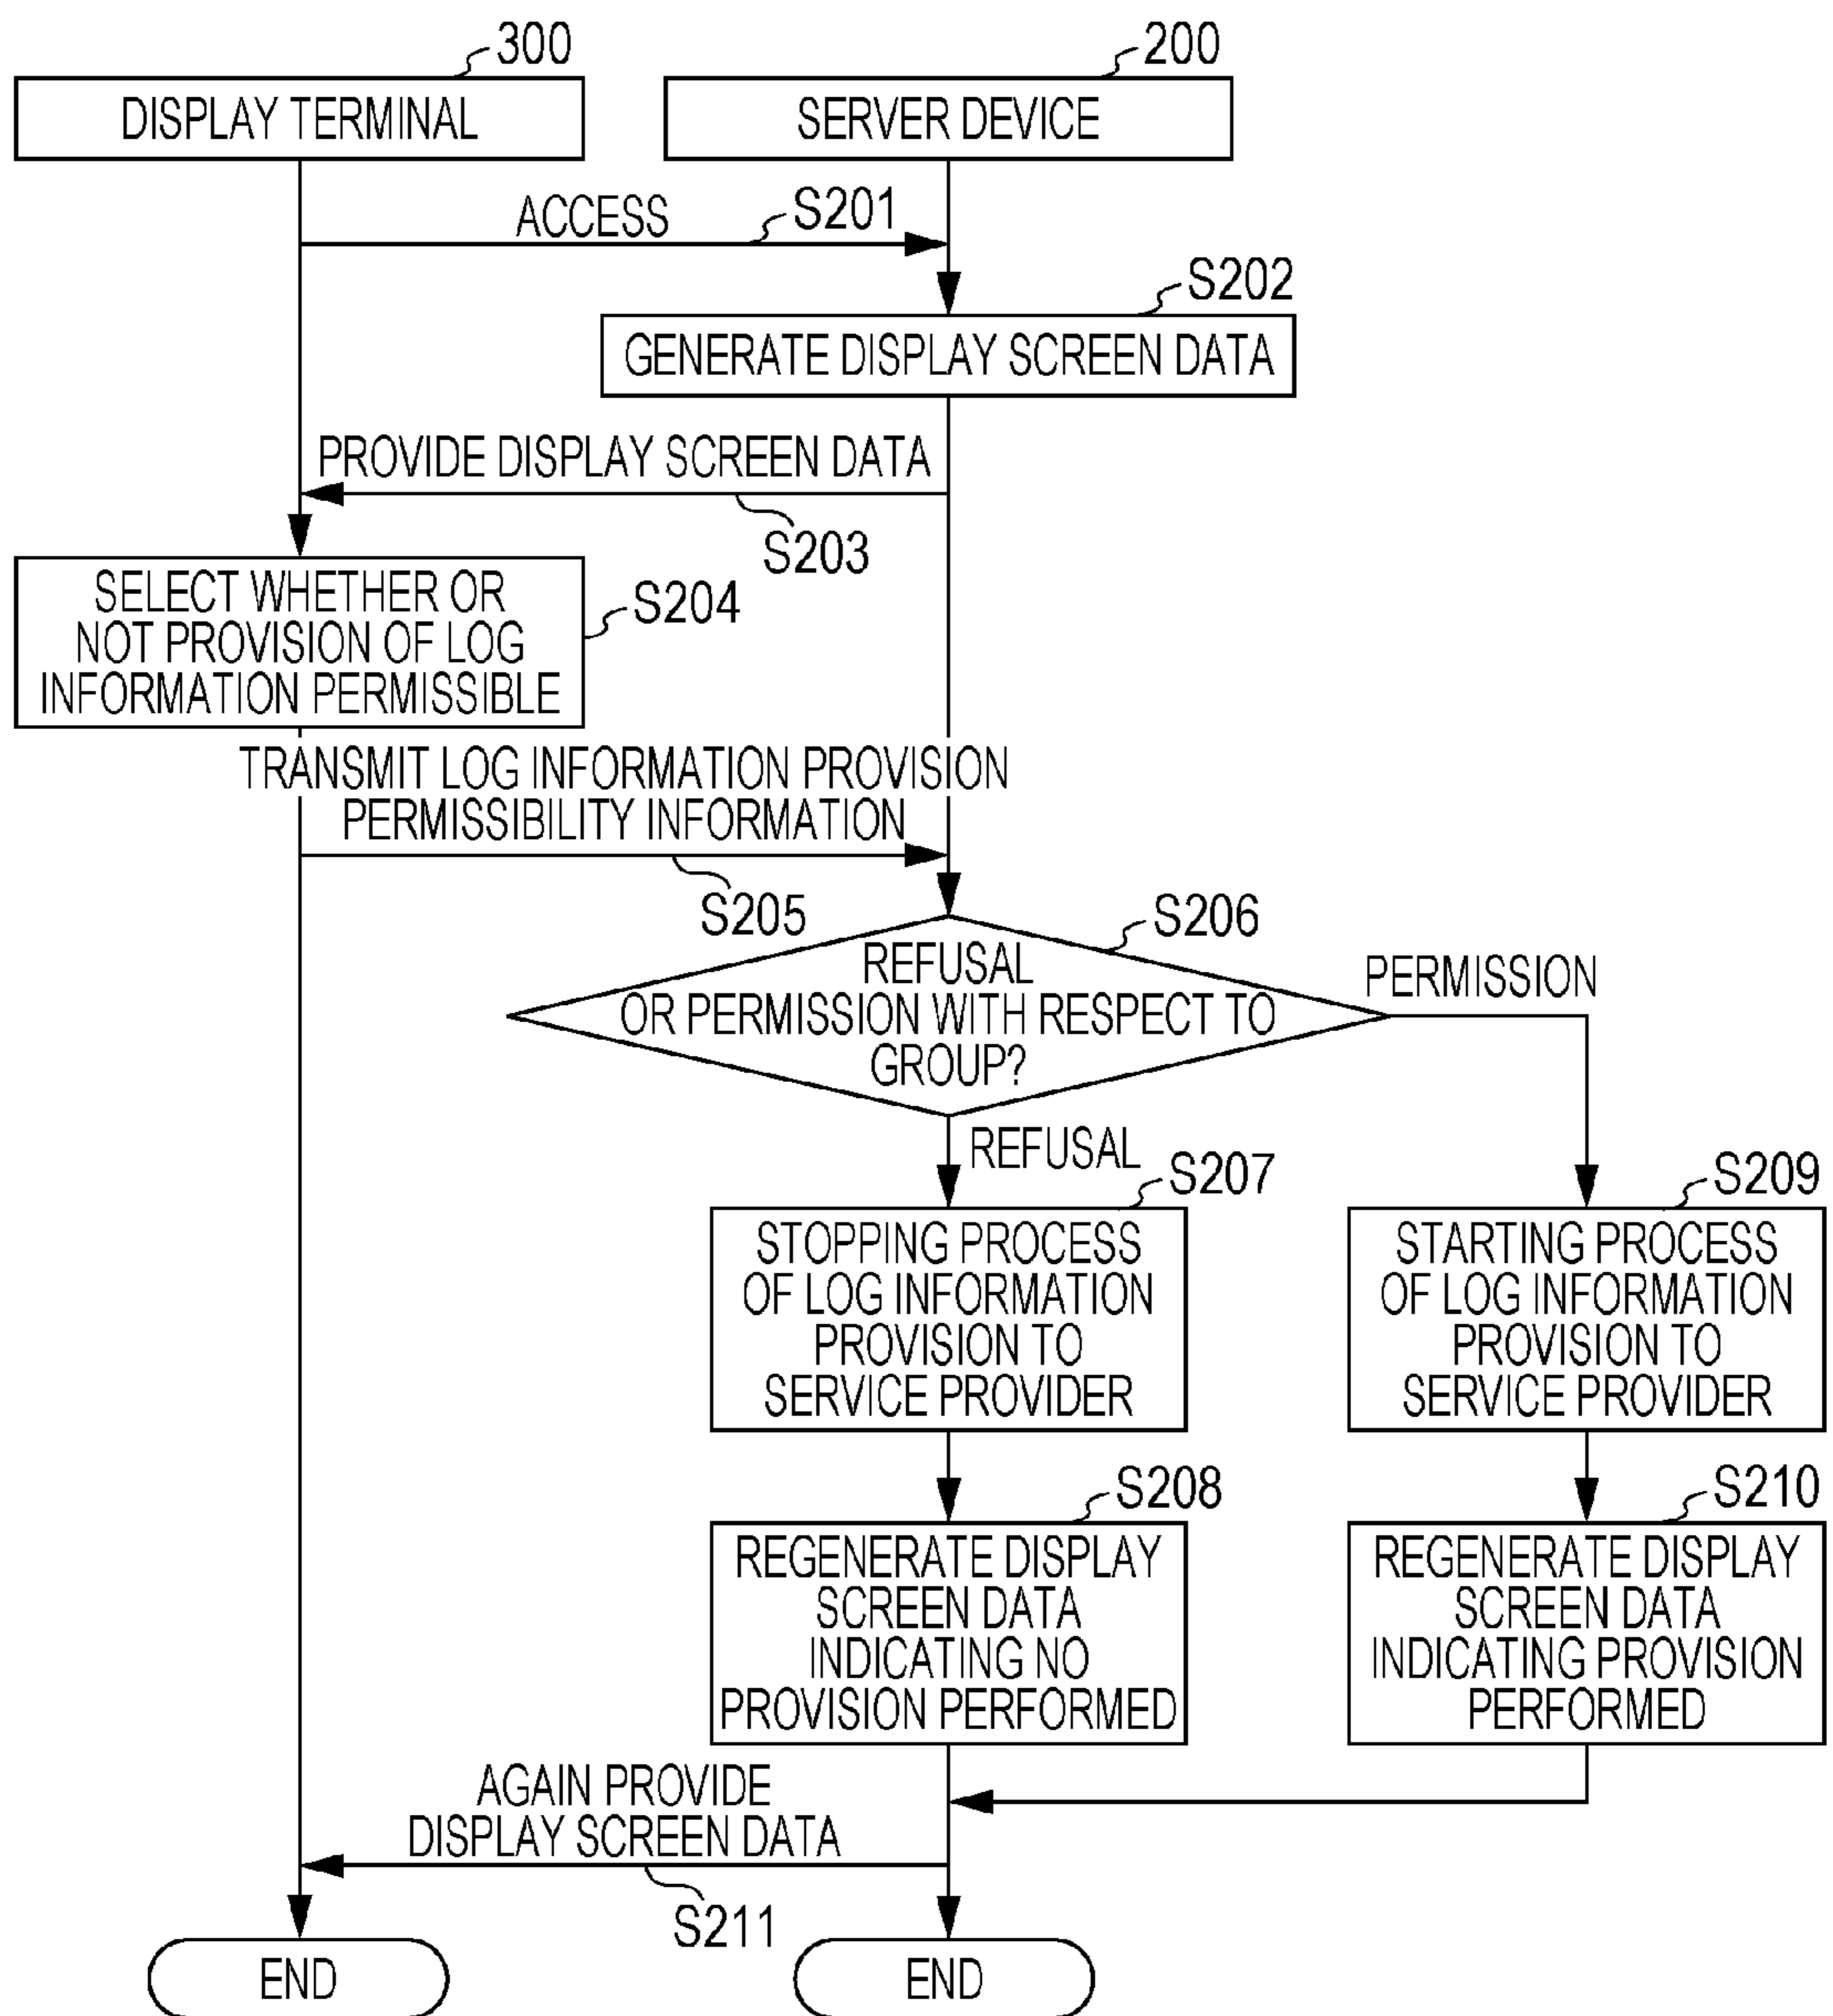 300
200
DISPLAY TERMINAL
SERVER DEVICE
ACCESS
S201
S202
GENERATE DISPLAY SCREEN DATA
PROVIDE DISPLAY SCREEN DATA
S203
SELECT WHETHER OR
NOT PROVISION OF LOG
INFORMATION PERMISSIBLE
S204
TRANSMIT LOG INFORMATION PROVISION
PERMISSIBILITY INFORMATION
S205
S206
REFUSAL
OR PERMISSION WITH RESPECT TO
GROUP?
PERMISSION
REFUSAL
S207
STOPPING PROCESS
OF LOG INFORMATION
PROVISION TO
SERVICE PROVIDER
S209
STARTING PROCESS
OF LOG INFORMATION
PROVISION TO
SERVICE PROVIDER
S208
REGENERATE DISPLAY
SCREEN DATA
INDICATING NO
PROVISION PERFORMED
S210
REGENERATE DISPLAY
SCREEN DATA
INDICATING PROVISION
PERFORMED
AGAIN PROVIDE
DISPLAY SCREEN DATA
S211
END
END